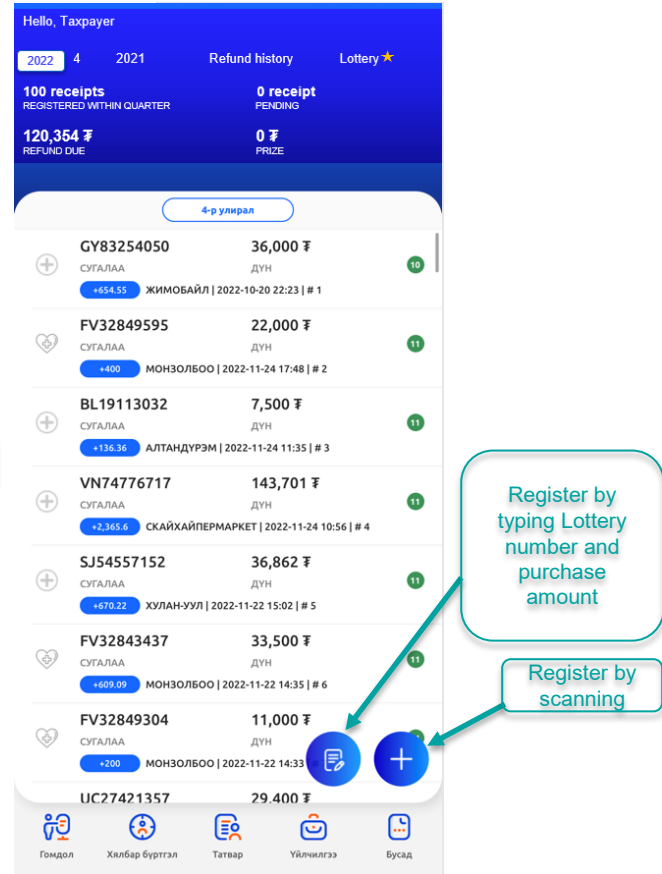 Hello, Taxpayer
2022 4 2021 Refund history Lottery
100 receipts 0 receipt
REGISTERED WITHIN QUARTER PENDING
120,354 ₮ 0 ₮
REFUND DUE PRIZE
4-р улирал
GY83254050 36,000 ₮
СУГАЛАА ДҮН 10
+654.55 ЖИМОБАЙЛ | 2022-10-20 22:23 | # 1
FV32849595 22,000 ₮
СУГАЛАА ДҮН 11
+400 МОНЗОЛБОО | 2022-11-24 17:48 | # 2
BL19113032 7,500 ₮
СУГАЛАА ДҮН 11
+136.36 АЛТАНДҮРЭМ | 2022-11-24 11:35 | # 3
VN74776717 143,701 ₮
СУГАЛАА ДҮН 11
+2,365.6 СКАЙХАЙПЕРМАРКЕТ | 2022-11-24 10:56 | # 4
SJ54557152 36,862 ₮
СУГАЛАА ДҮН 11
+670.22 ХУЛАН-УУЛ | 2022-11-22 15:02 | # 5
FV32843437 33,500 ₮
СУГАЛАА ДҮН 11
+609.09 МОНЗОЛБОО | 2022-11-22 14:35 | # 6
FV32849304 11,000 ₮
СУГАЛАА ДҮН
+200 МОНЗОЛБОО | 2022-11-22 14:33
UC27421357 29,400 ₮
Гомдол Хялбар бүртгэл Татвар Үйлчилгээ Бусад
Register by
typing Lottery
number and
purchase
amount
Register by
scanning